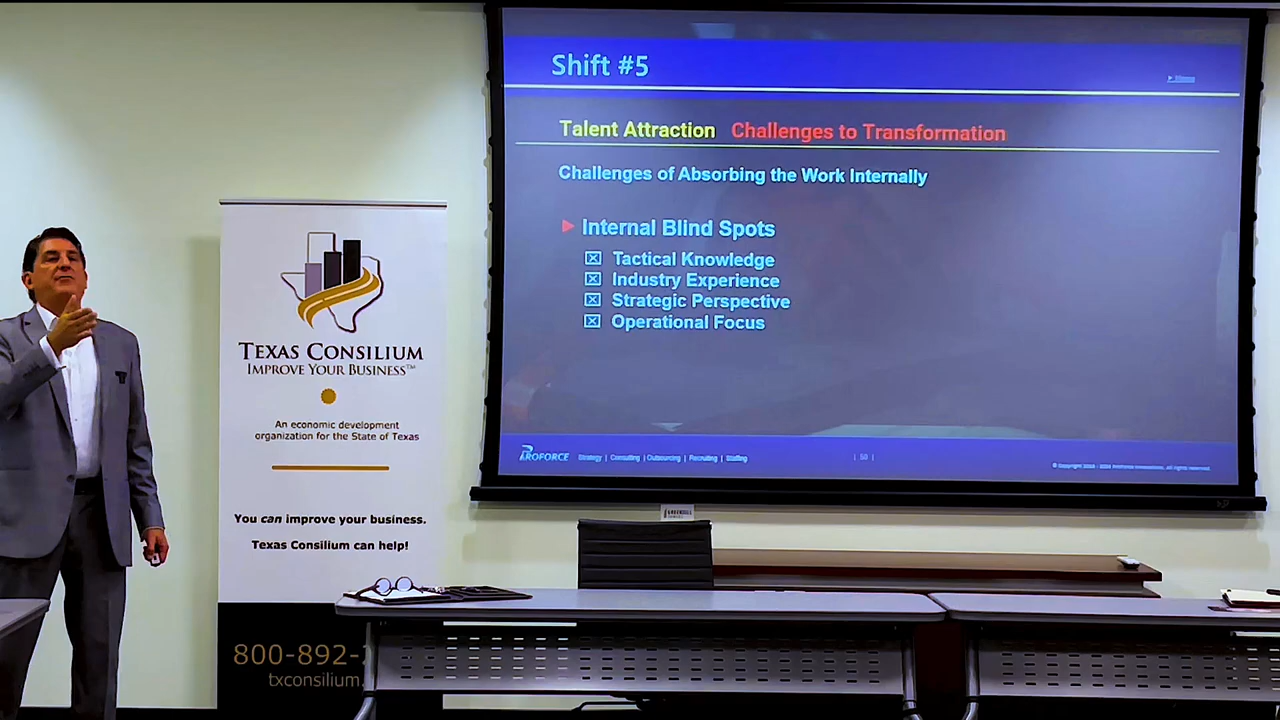 Shift #5
Talent Attraction Challenges to Transformation
Challenges of Absorbing the Work Internally
Internal Blind Spots
Tactical Knowledge
Industry Experience
Strategic Perspective
Operational Focus
PROFORCE Strategy | Consulting | Outsourcing | Recruiting | Staffing | 50 |
TEXAS CONSILIUM
IMPROVE YOUR BUSINESS™
An economic development
organization for the State of Texas
You can improve your business.
Texas Consilium can help!
800-892-
txconsilium.